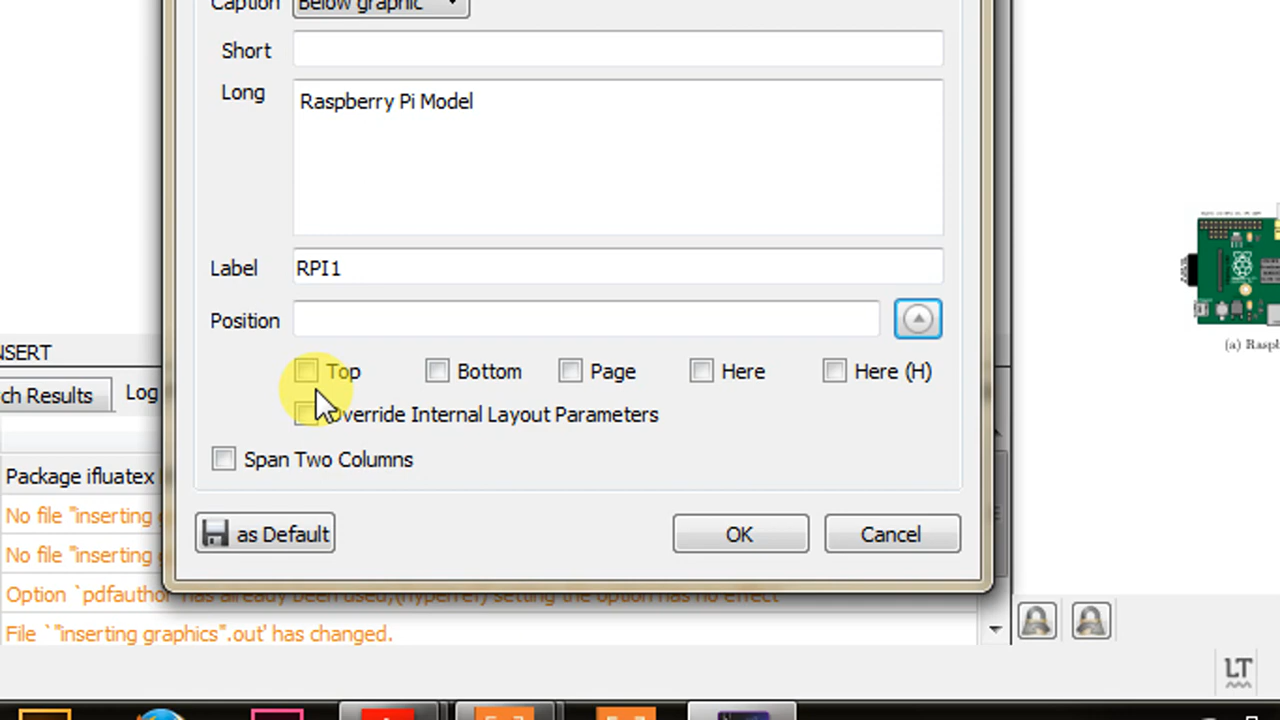 Caption Below graphic
Short
Long Raspberry Pi Model
Label RPI1
Position
Top Bottom Page Here Here (H)
Override Internal Layout Parameters
Span Two Columns
as Default OK Cancel
NSERT
ch Results Log
Package ifluatex
No file "inserting
No file "inserting
Option `pdfauthor' has already been used,(hyperref) setting the option has no effect
File `"inserting graphics".out' has changed.
(a) Raspb
LT